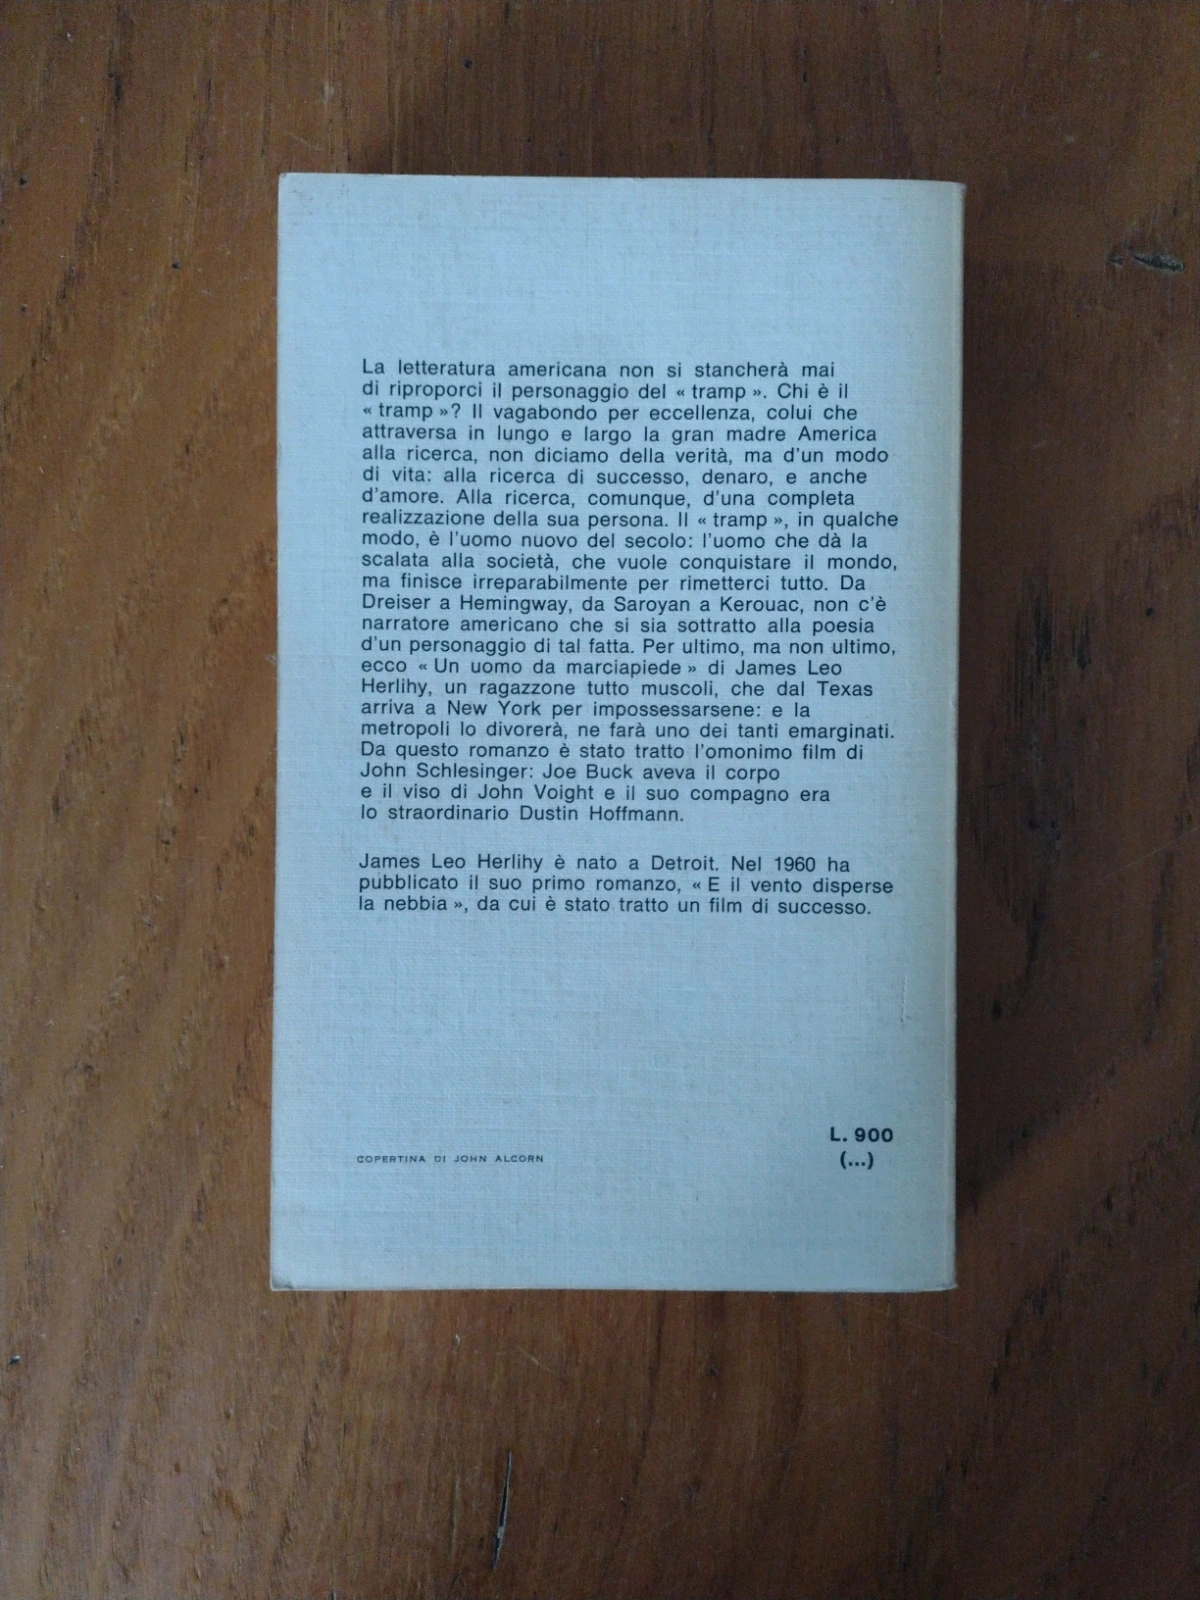 La letteratura americana non si stancherà mai
di riproporci il personaggio del « tramp ». Chi è il
« tramp »? Il vagabondo per eccellenza, colui che
attraversa in lungo e largo la gran madre America
alla ricerca, non diciamo della verità, ma d'un modo
di vita: alla ricerca di successo, denaro, e anche
d'amore. Alla ricerca, comunque, d'una completa
realizzazione della sua persona. Il « tramp », in qualche
modo, è l'uomo nuovo del secolo: l'uomo che dà la
scalata alla società, che vuole conquistare il mondo,
ma finisce irreparabilmente per rimetterci tutto. Da
Dreiser a Hemingway, da Saroyan a Kerouac, non c'è
narratore americano che si sia sottratto alla poesia
d'un personaggio di tal fatta. Per ultimo, ma non ultimo,
ecco « Un uomo da marciapiede » di James Leo
Herlihy, un ragazzone tutto muscoli, che dal Texas
arriva a New York per impossessarsene: e la
metropoli lo divorerà, ne farà uno dei tanti emarginati.
Da questo romanzo è stato tratto l'omonimo film di
John Schlesinger: Joe Buck aveva il corpo
e il viso di John Voight e il suo compagno era
lo straordinario Dustin Hoffmann.
James Leo Herlihy è nato a Detroit. Nel 1960 ha
pubblicato il suo primo romanzo, « E il vento disperse
la nebbia », da cui è stato tratto un film di successo.
L. 900
(...)
COPERTINA DI JOHN ALCORN